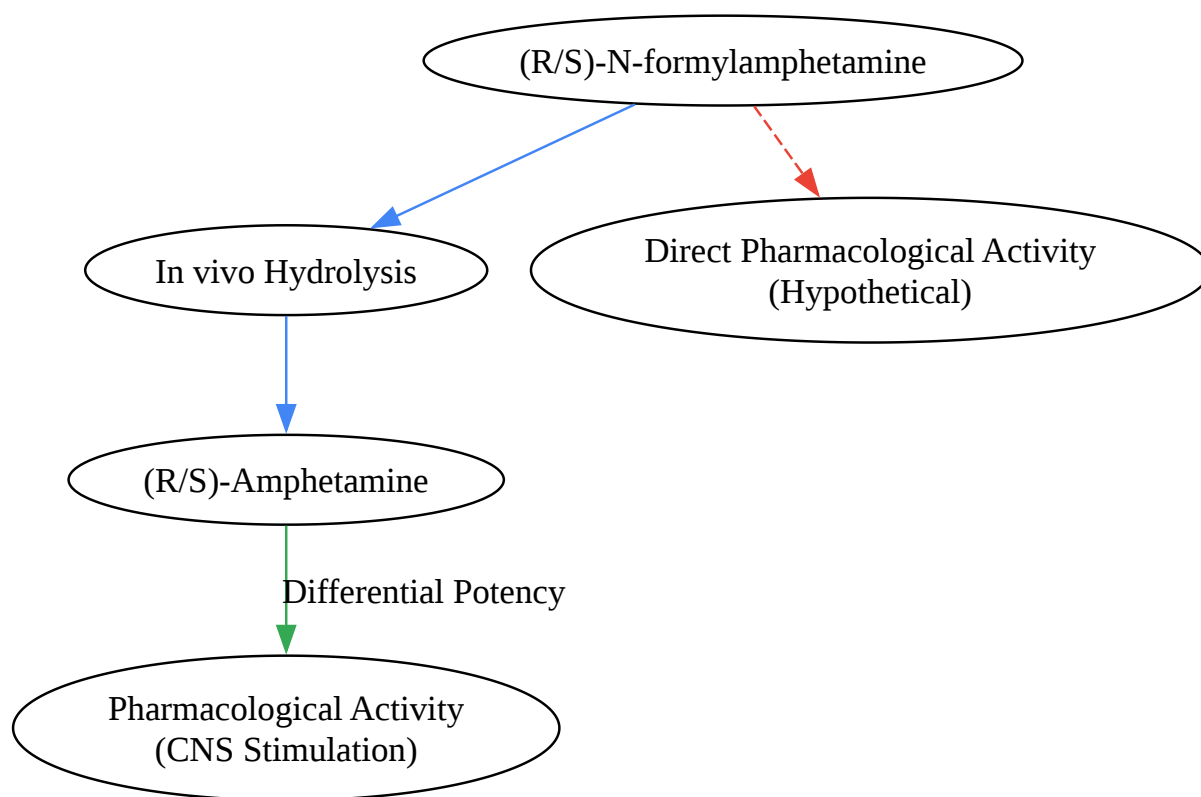 (R/S)-N-formylamphetamine
Direct Pharmacological Activity
(Hypothetical)
In vivo Hydrolysis
(R/S)-Amphetamine
Differential Potency
Pharmacological Activity
(CNS Stimulation)